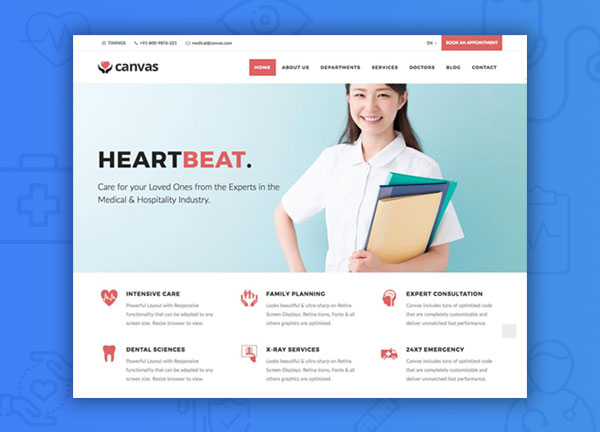 TIMINGS +91-800-9876-221 medical@canvas.com EN BOOK AN APPOINTMENT
canvas HOME ABOUT US DEPARTMENTS SERVICES DOCTORS BLOG CONTACT
HEARTBEAT.
Care for your Loved Ones from the Experts in the
Medical & Hospitality Industry.
INTENSIVE CARE
Powerful Layout with Responsive
functionality that can be adapted to any
screen size. Resize browser to view.
FAMILY PLANNING
Looks beautiful & ultra-sharp on Retina
Screen Displays. Retina Icons, Fonts & all
others graphics are optimized.
EXPERT CONSULTATION
Canvas includes tons of optimized code
that are completely customizable and
deliver unmatched fast performance.
DENTAL SCIENCES
Powerful Layout with Responsive
functionality that can be adapted to any
screen size. Resize browser to view.
X-RAY SERVICES
Looks beautiful & ultra-sharp on Retina
Screen Displays. Retina Icons, Fonts & all
others graphics are optimized.
24X7 EMERGENCY
Canvas includes tons of optimized code
that are completely customizable and
deliver unmatched fast performance.